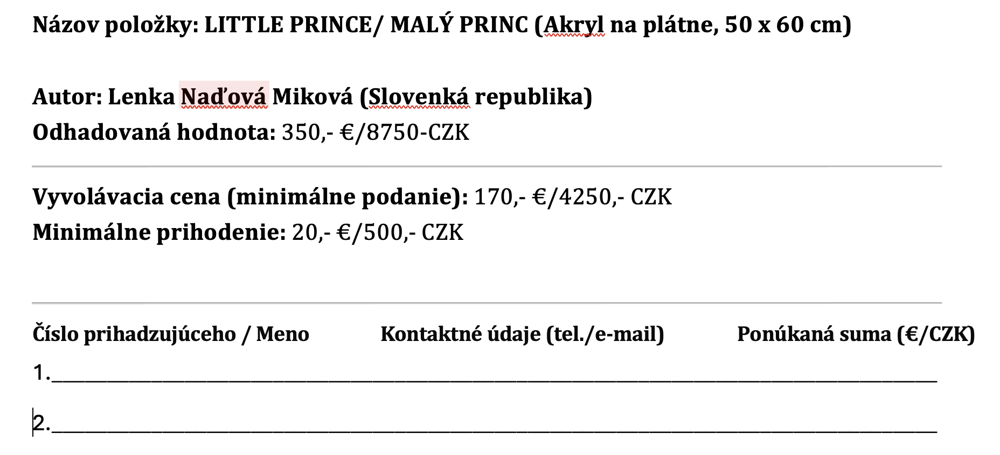 Názov položky: LITTLE PRINCE/ MALÝ PRINC (Akryl na plátne, 50 x 60 cm)
Autor: Lenka Naďová Miková (Slovenká republika)
Odhadovaná hodnota: 350,- €/8750-CZK
Vyvolávacia cena (minimálne podanie): 170,- €/4250,- CZK
Minimálne prihodenie: 20,- €/500,- CZK
Číslo prihadzujúceho / Meno Kontaktné údaje (tel./e-mail) Ponúkaná suma (€/CZK)
1.________________________________________________________________________________
2.________________________________________________________________________________